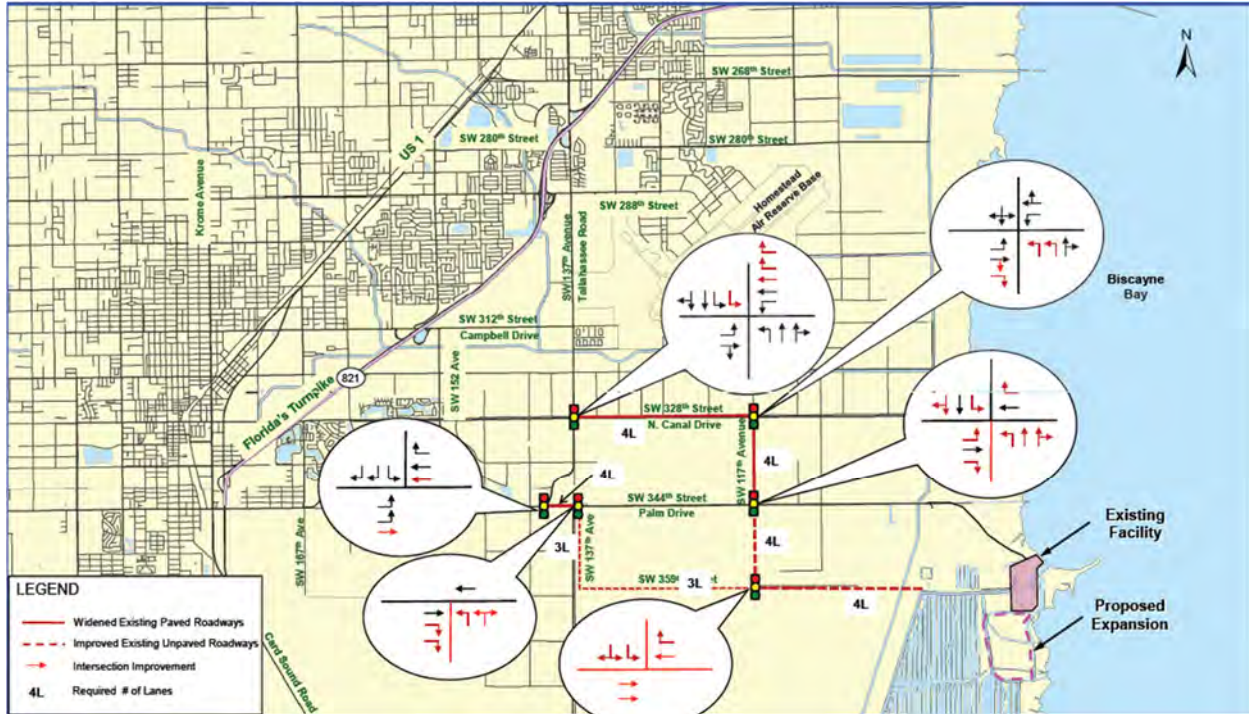 N
SW 268th Street
US 1
SW 280th Street
SW 280th Street
Krome Avenue
Homestead
Air Reserve Base
SW 288th Street
SW 137th Avenue
Tallahassee Road
Biscayne
Bay
SW 312th Street
Campbell Drive
SW 152 Ave
821
Florida's Turnpike
SW 328th Street
N. Canal Drive
4L
SW 117th Avenue
4L
4L
SW 344th Street
Palm Drive
Existing
Facility
SW 167th Ave
3L
SW 137th Ave
4L
3L
4L
Proposed
Expansion
Card Sound Road
LEGEND
Widened Existing Paved Roadways
Improved Existing Unpaved Roadways
Intersection Improvement
4L Required # of Lanes